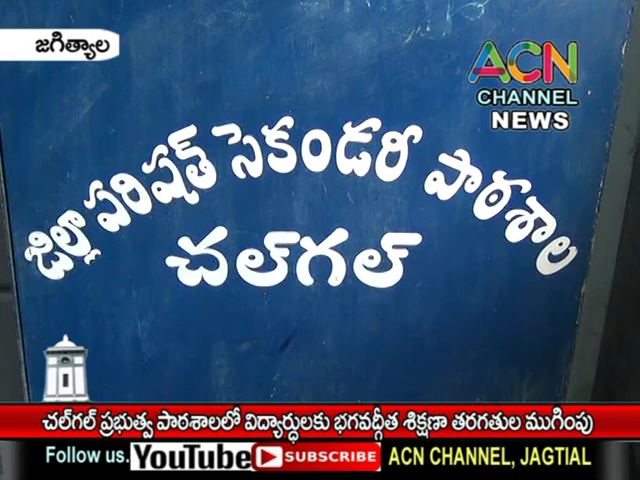 జగిత్యాల
ACN
CHANNEL
NEWS
జిల్లా పరిషత్ సెకండరీ పాఠశాల
చల్‌గల్
చల్‌గల్ ప్రభుత్వ పాఠశాలలో విద్యార్థులకు భగవద్గీత శిక్షణా తరగతుల ముగింపు
Follow us. YouTube SUBSCRIBE ACN CHANNEL, JAGTIAL